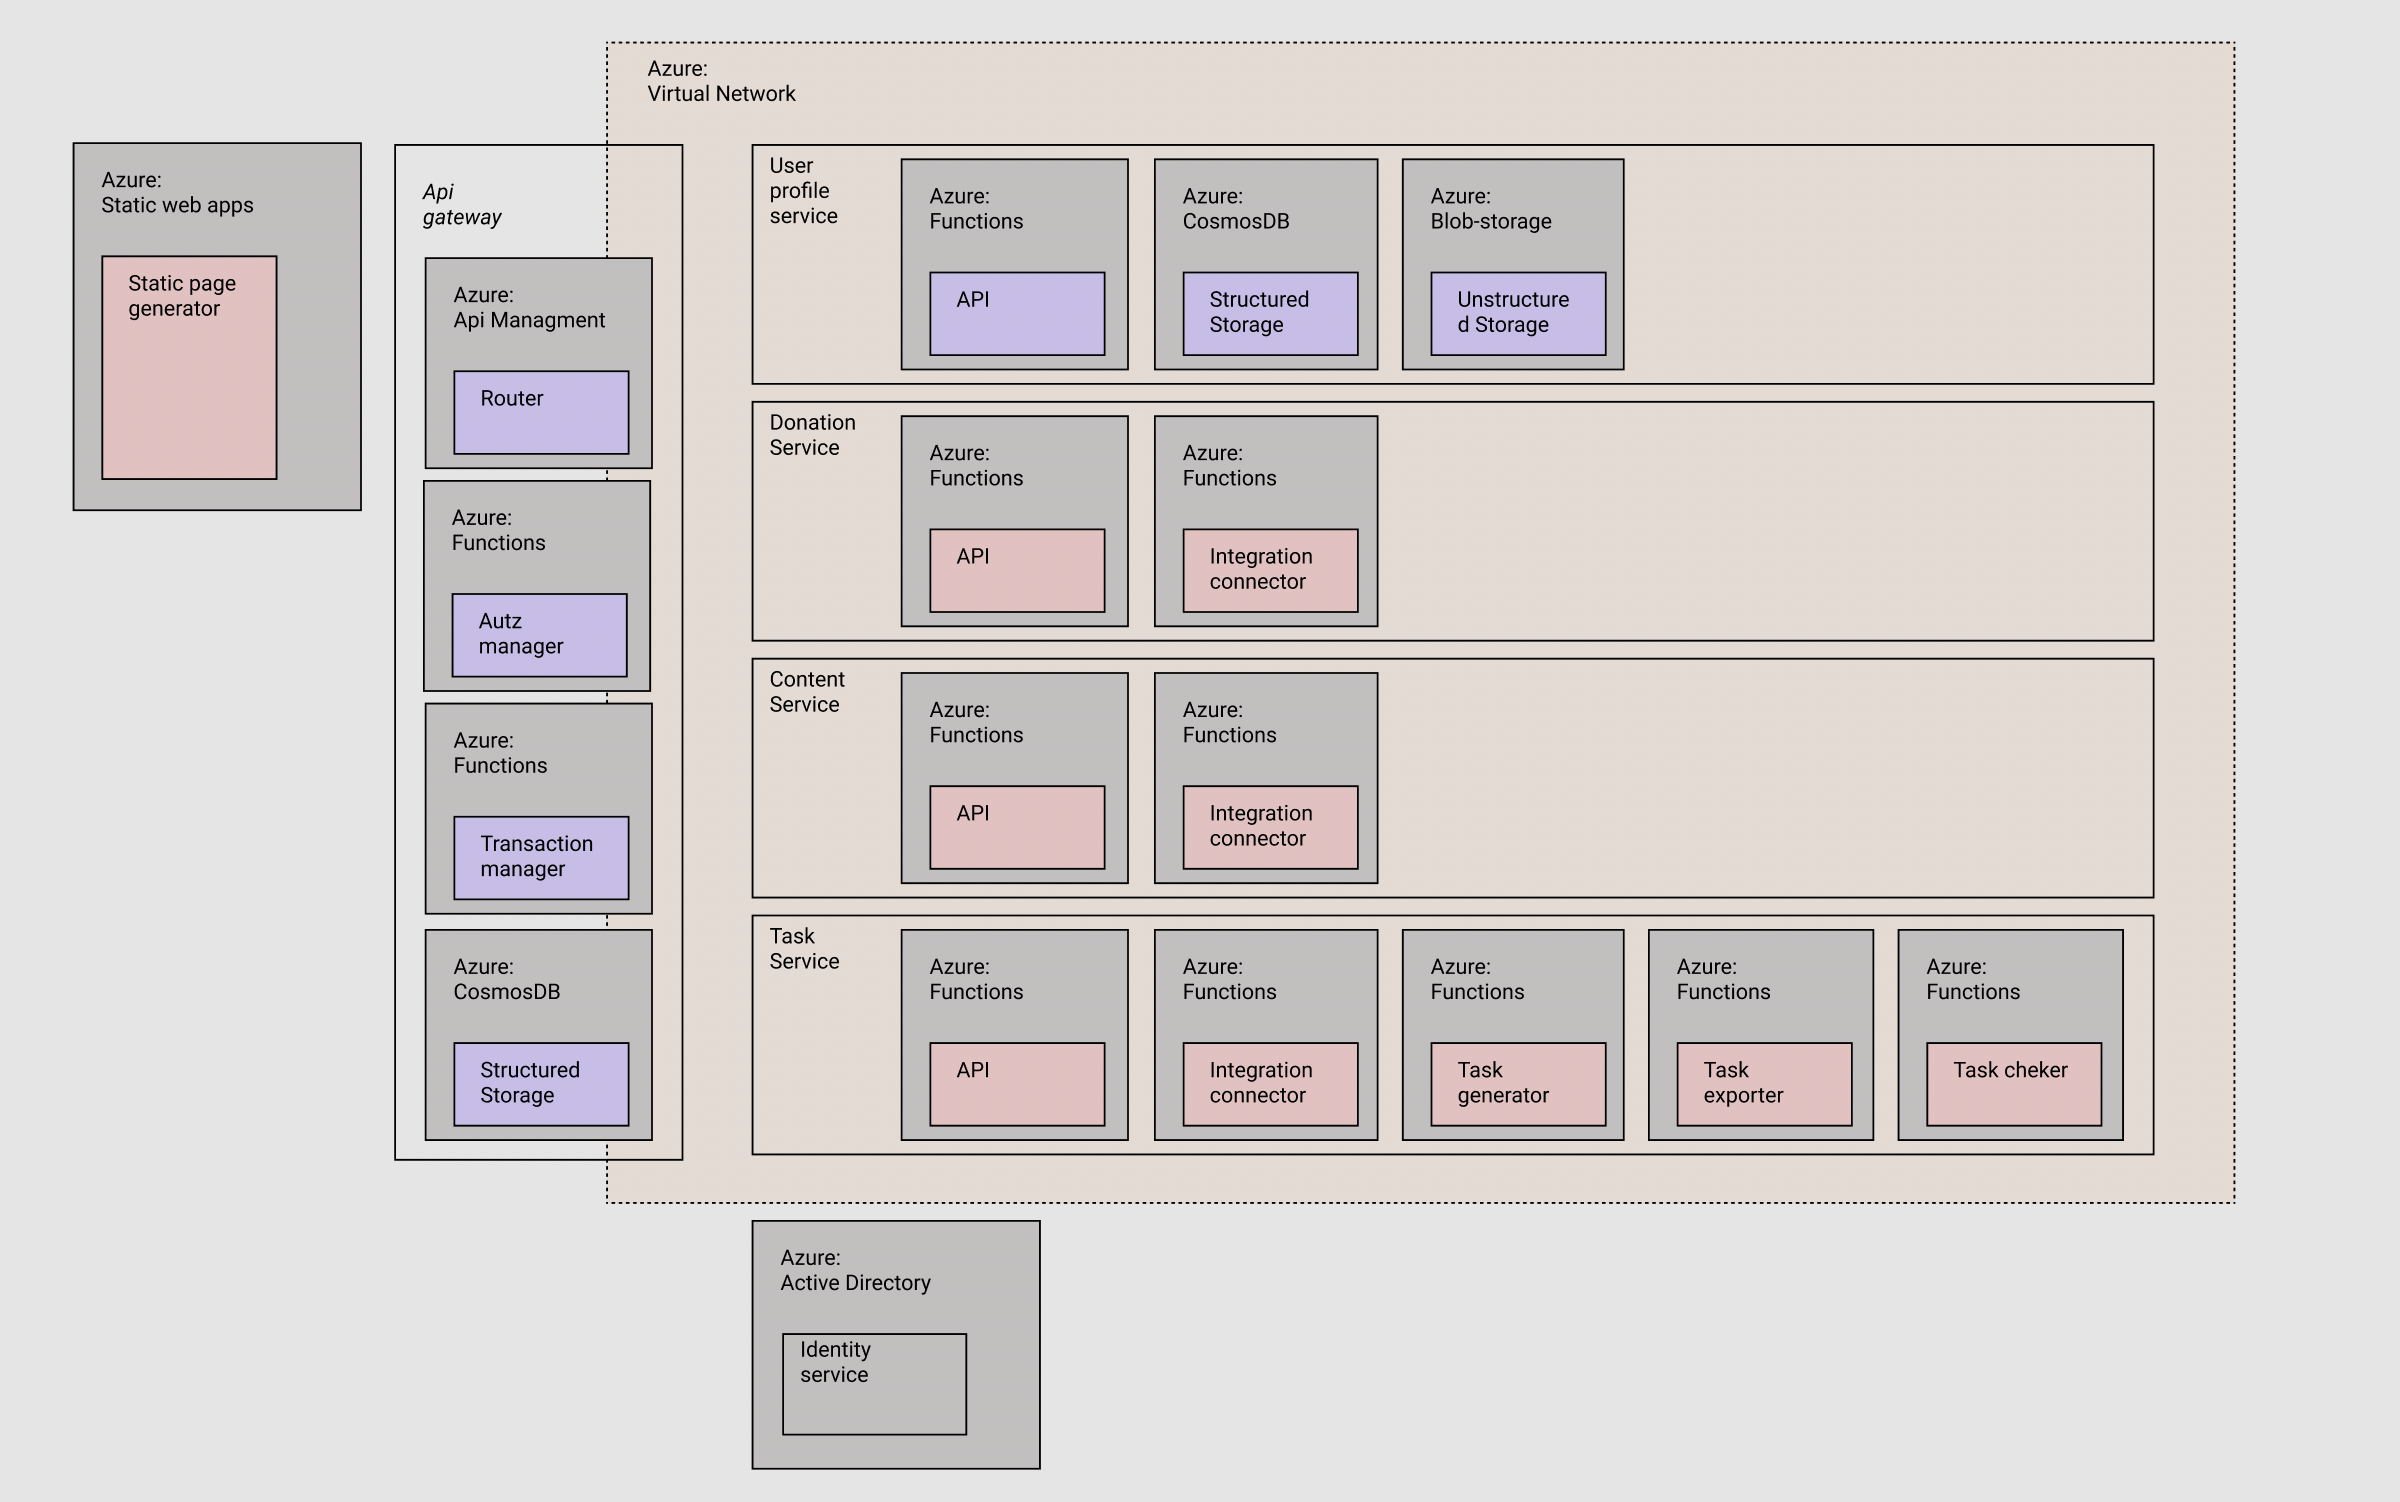 Azure:
Virtual Network
Azure:
Static web apps
Static page
generator
Api
gateway
Azure:
Api Managment
Router
Azure:
Functions
Autz
manager
Azure:
Functions
Transaction
manager
Azure:
CosmosDB
Structured
Storage
User
profile
service
Azure:
Functions
API
Azure:
CosmosDB
Structured
Storage
Azure:
Blob-storage
Unstructure
d Storage
Donation
Service
Azure:
Functions
API
Azure:
Functions
Integration
connector
Content
Service
Azure:
Functions
API
Azure:
Functions
Integration
connector
Task
Service
Azure:
Functions
API
Azure:
Functions
Integration
connector
Azure:
Functions
Task
generator
Azure:
Functions
Task
exporter
Azure:
Functions
Task cheker
Azure:
Active Directory
Identity
service